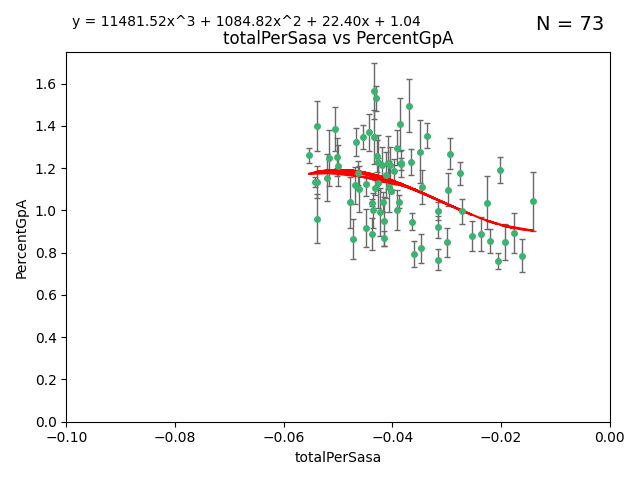 y = 11481.52x^3 + 1084.82x^2 + 22.40x + 1.04
N = 73
totalPerSasa vs PercentGpA
1.6
1.4
1.2
1.0
0.8
0.6
0.4
0.2
0.0
PercentGpA
−0.10 −0.08 −0.06 −0.04 −0.02 0.00
totalPerSasa